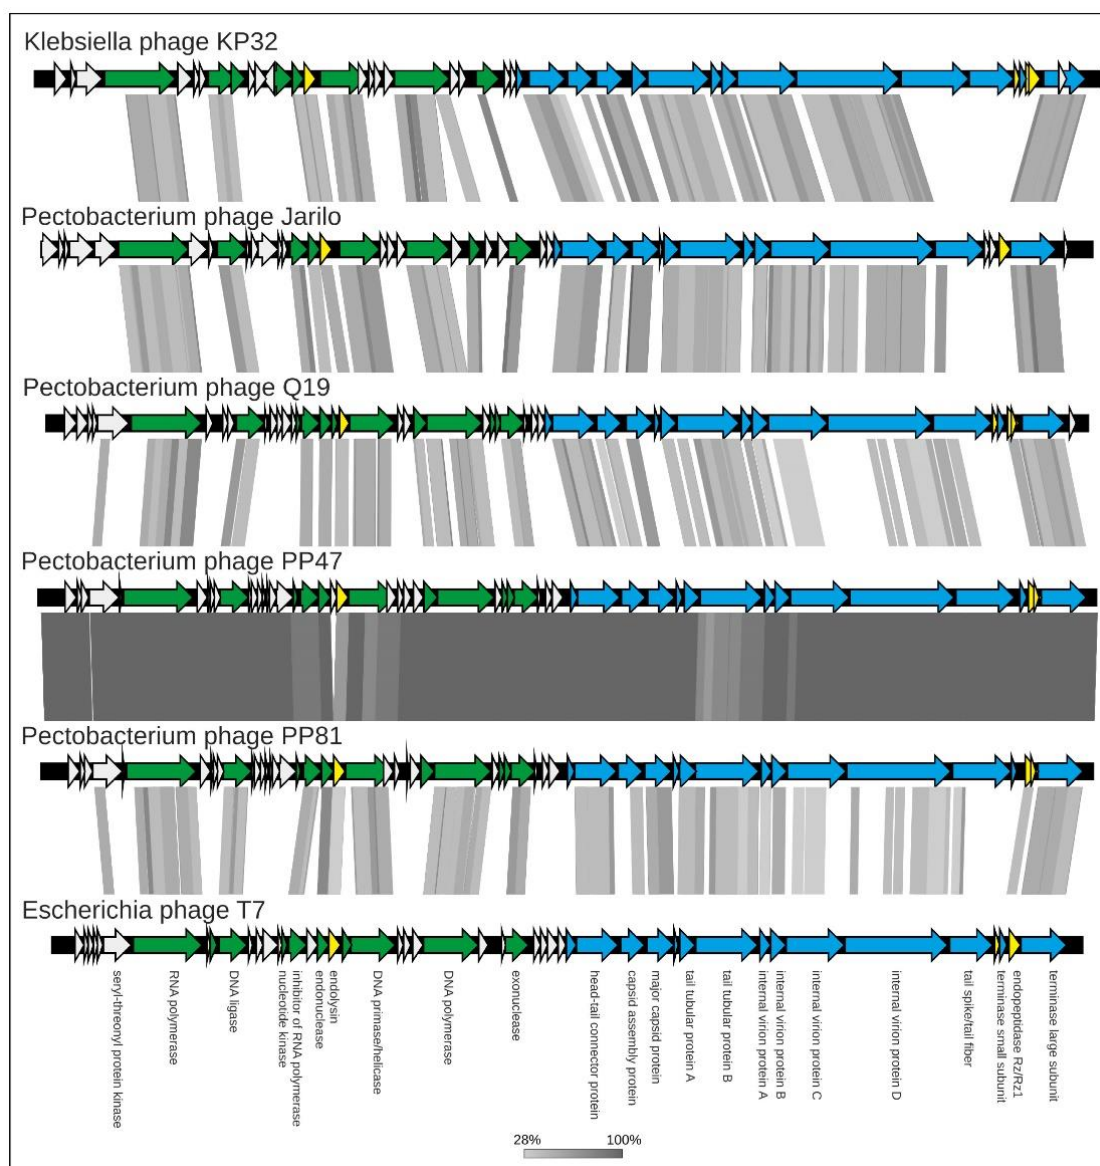 Klebsiella phage KP32
Pectobacterium phage Jarilo
Pectobacterium phage Q19
Pectobacterium phage PP47
Pectobacterium phage PP81
Escherichia phage T7
seryl-threonyl protein kinase
RNA polymerase
DNA ligase
nucleotide kinase
inhibitor of RNA polymerase
endonuclease
endolysin
DNA primase/helicase
DNA polymerase
exonuclease
head-tail connector protein
capsid assembly protein
major capsid protein
tail tubular protein A
tail tubular protein B
internal virion protein A
internal virion protein B
internal virion protein C
internal virion protein D
tail spike/tail fiber
terminase small subunit
endopeptidase Rz/Rz1
terminase large subunit
28% 100%